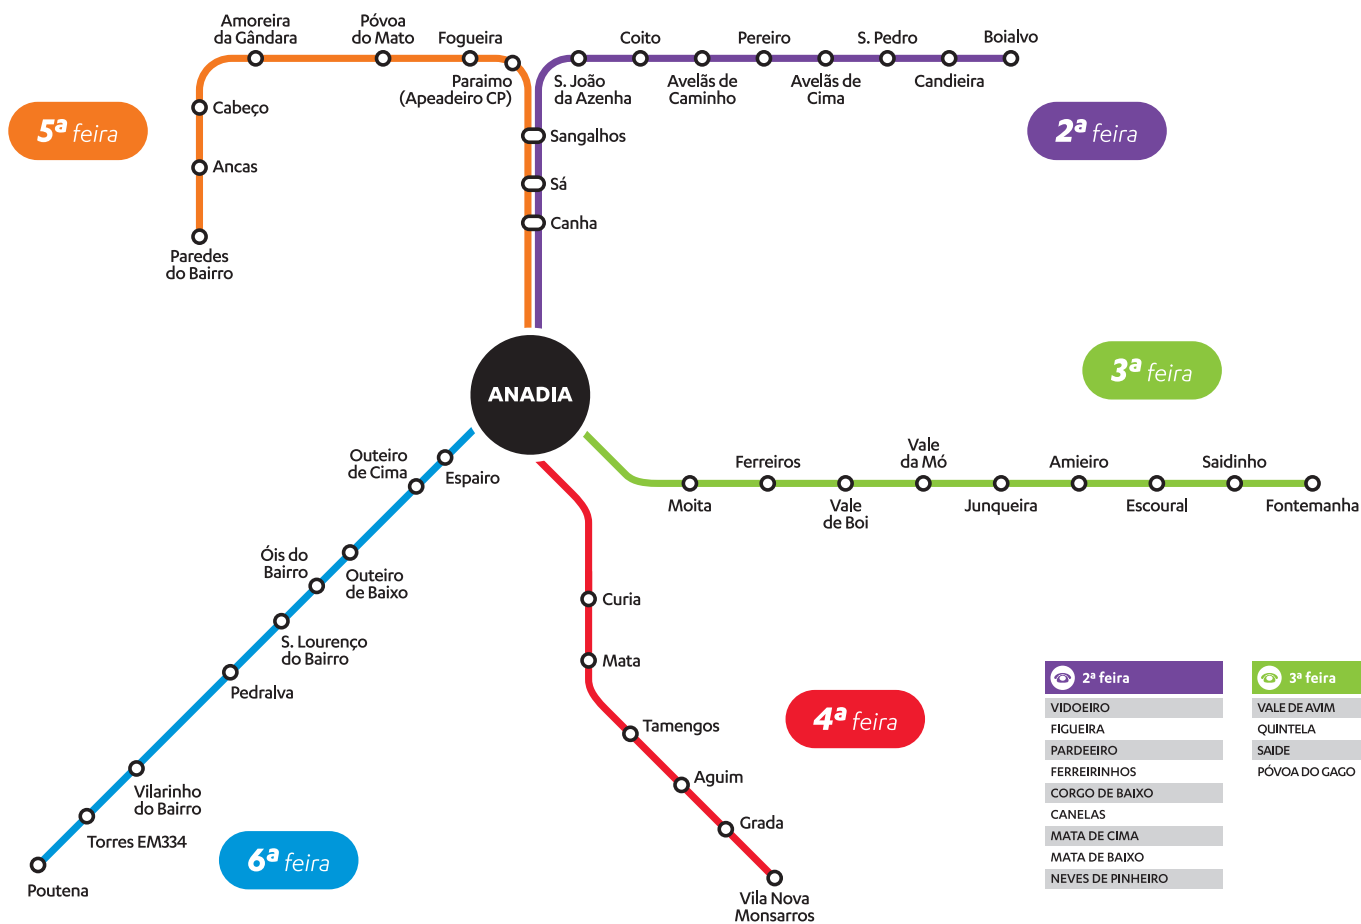 Amoreira
da Gândara
Póvoa
do Mato
Fogueira
Paraimo
(Apeadeiro CP)
Cabeço
Ancas
Paredes
do Bairro
5ª feira
S. João
da Azenha
Coito
Avelãs de
Caminho
Pereiro
Avelãs de
Cima
S. Pedro
Candieira
Boialvo
2ª feira
Sangalhos
Sá
Canha
ANADIA
3ª feira
Moita
Ferreiros
Vale
de Boi
Vale
da Mó
Junqueira
Amieiro
Escoural
Saidinho
Fontemanha
Outeiro
de Cima
Espairo
Óis do
Bairro
Outeiro
de Baixo
S. Lourenço
do Bairro
Pedralva
Vilarinho
do Bairro
Torres EM334
Poutena
6ª feira
Curia
Mata
Tamengos
Aguim
Grada
Vila Nova
Monsarros
4ª feira
2ª feira
VIDOEIRO
FIGUEIRA
PARDEEIRO
FERREIRINHOS
CORGO DE BAIXO
CANELAS
MATA DE CIMA
MATA DE BAIXO
NEVES DE PINHEIRO
3ª feira
VALE DE AVIM
QUINTELA
SAIDE
PÓVOA DO GAGO